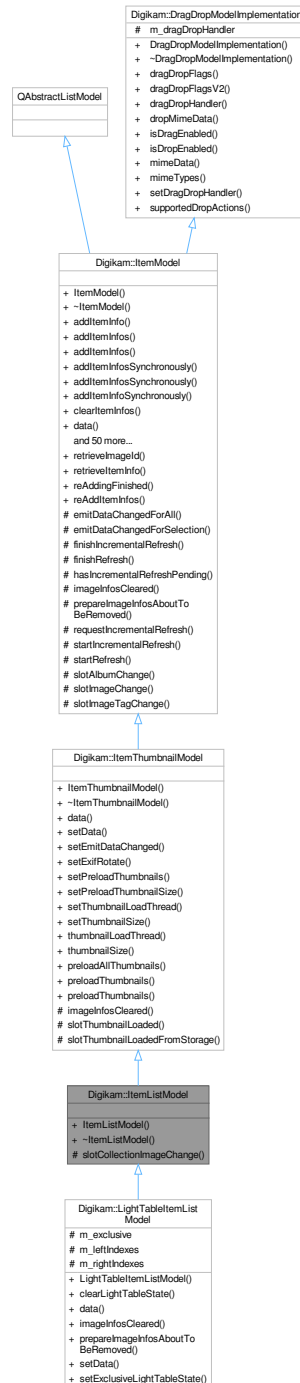 Digikam::DragDropModelImplementation
# m_dragDropHandler
+ DragDropModelImplementation()
+ ~DragDropModelImplementation()
+ dragDropFlags()
+ dragDropFlagsV2()
+ dragDropHandler()
+ dropMimeData()
+ isDragEnabled()
+ isDropEnabled()
+ mimeData()
+ mimeTypes()
+ setDragDropHandler()
+ supportedDropActions()
QAbstractListModel
Digikam::ItemModel
+ ItemModel()
+ ~ItemModel()
+ addItemInfo()
+ addItemInfos()
+ addItemInfos()
+ addItemInfosSynchronously()
+ addItemInfosSynchronously()
+ addItemInfoSynchronously()
+ clearItemInfos()
+ data()
and 50 more...
+ retrieveImageId()
+ retrieveItemInfo()
+ reAddingFinished()
+ reAddItemInfos()
# emitDataChangedForAll()
# emitDataChangedForSelection()
# finishIncrementalRefresh()
# finishRefresh()
# hasIncrementalRefreshPending()
# imageInfosCleared()
# prepareImageInfosAboutTo
BeRemoved()
# requestIncrementalRefresh()
# startIncrementalRefresh()
# startRefresh()
# slotAlbumChange()
# slotImageChange()
# slotImageTagChange()
Digikam::ItemThumbnailModel
+ ItemThumbnailModel()
+ ~ItemThumbnailModel()
+ data()
+ setData()
+ setEmitDataChanged()
+ setExifRotate()
+ setPreloadThumbnails()
+ setPreloadThumbnailSize()
+ setThumbnailLoadThread()
+ setThumbnailSize()
+ thumbnailLoadThread()
+ thumbnailSize()
+ preloadAllThumbnails()
+ preloadThumbnails()
+ preloadThumbnails()
# imageInfosCleared()
# slotThumbnailLoaded()
# slotThumbnailLoadedFromStorage()
Digikam::ItemListModel
+ ItemListModel()
+ ~ItemListModel()
# slotCollectionImageChange()
Digikam::LightTableItemList
Model
# m_exclusive
# m_leftIndexes
# m_rightIndexes
+ LightTableItemListModel()
+ clearLightTableState()
+ data()
+ imageInfosCleared()
+ prepareImageInfosAboutTo
BeRemoved()
+ setData()
+ setExclusiveLightTableState()